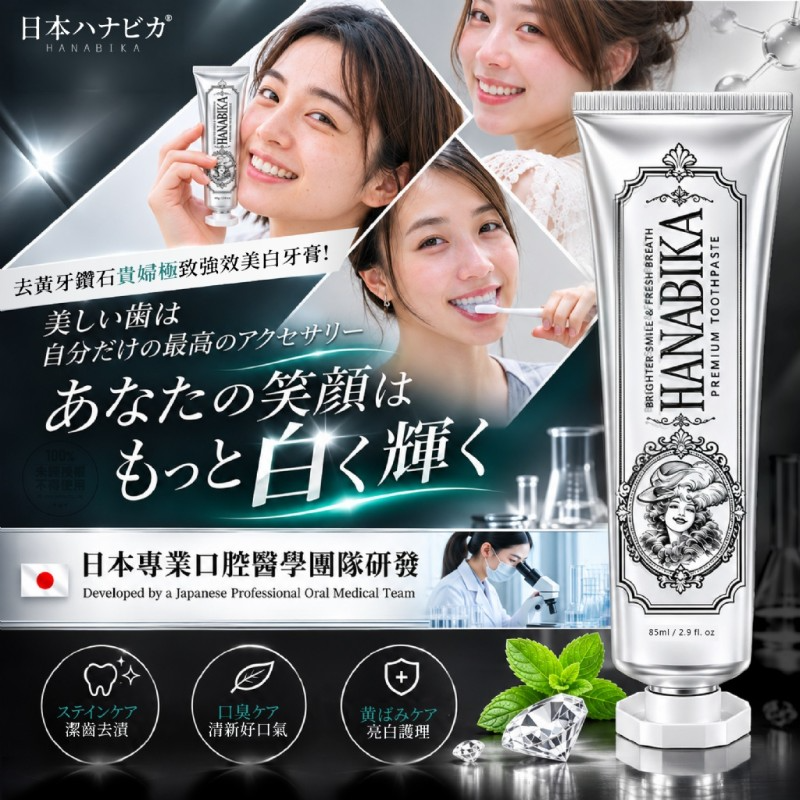 日本ハナビカ®
HANABIKA
HANABIKA
去黃牙鑽石貴婦極致強效美白牙膏!
美しい歯は
自分だけの最高のアクセサリー
あなたの笑顔は
もっと白く輝く
100%
日本專業口腔醫學團隊研發
Developed by a Japanese Professional Oral Medical Team
ステインケア
潔齒去漬
口臭ケア
清新好口氣
黄ばみケア
亮白護理
BRIGHTER SMILE & FRESH BREATH
HANABIKA
PREMIUM TOOTHPASTE
85ml / 2.9 fl. oz